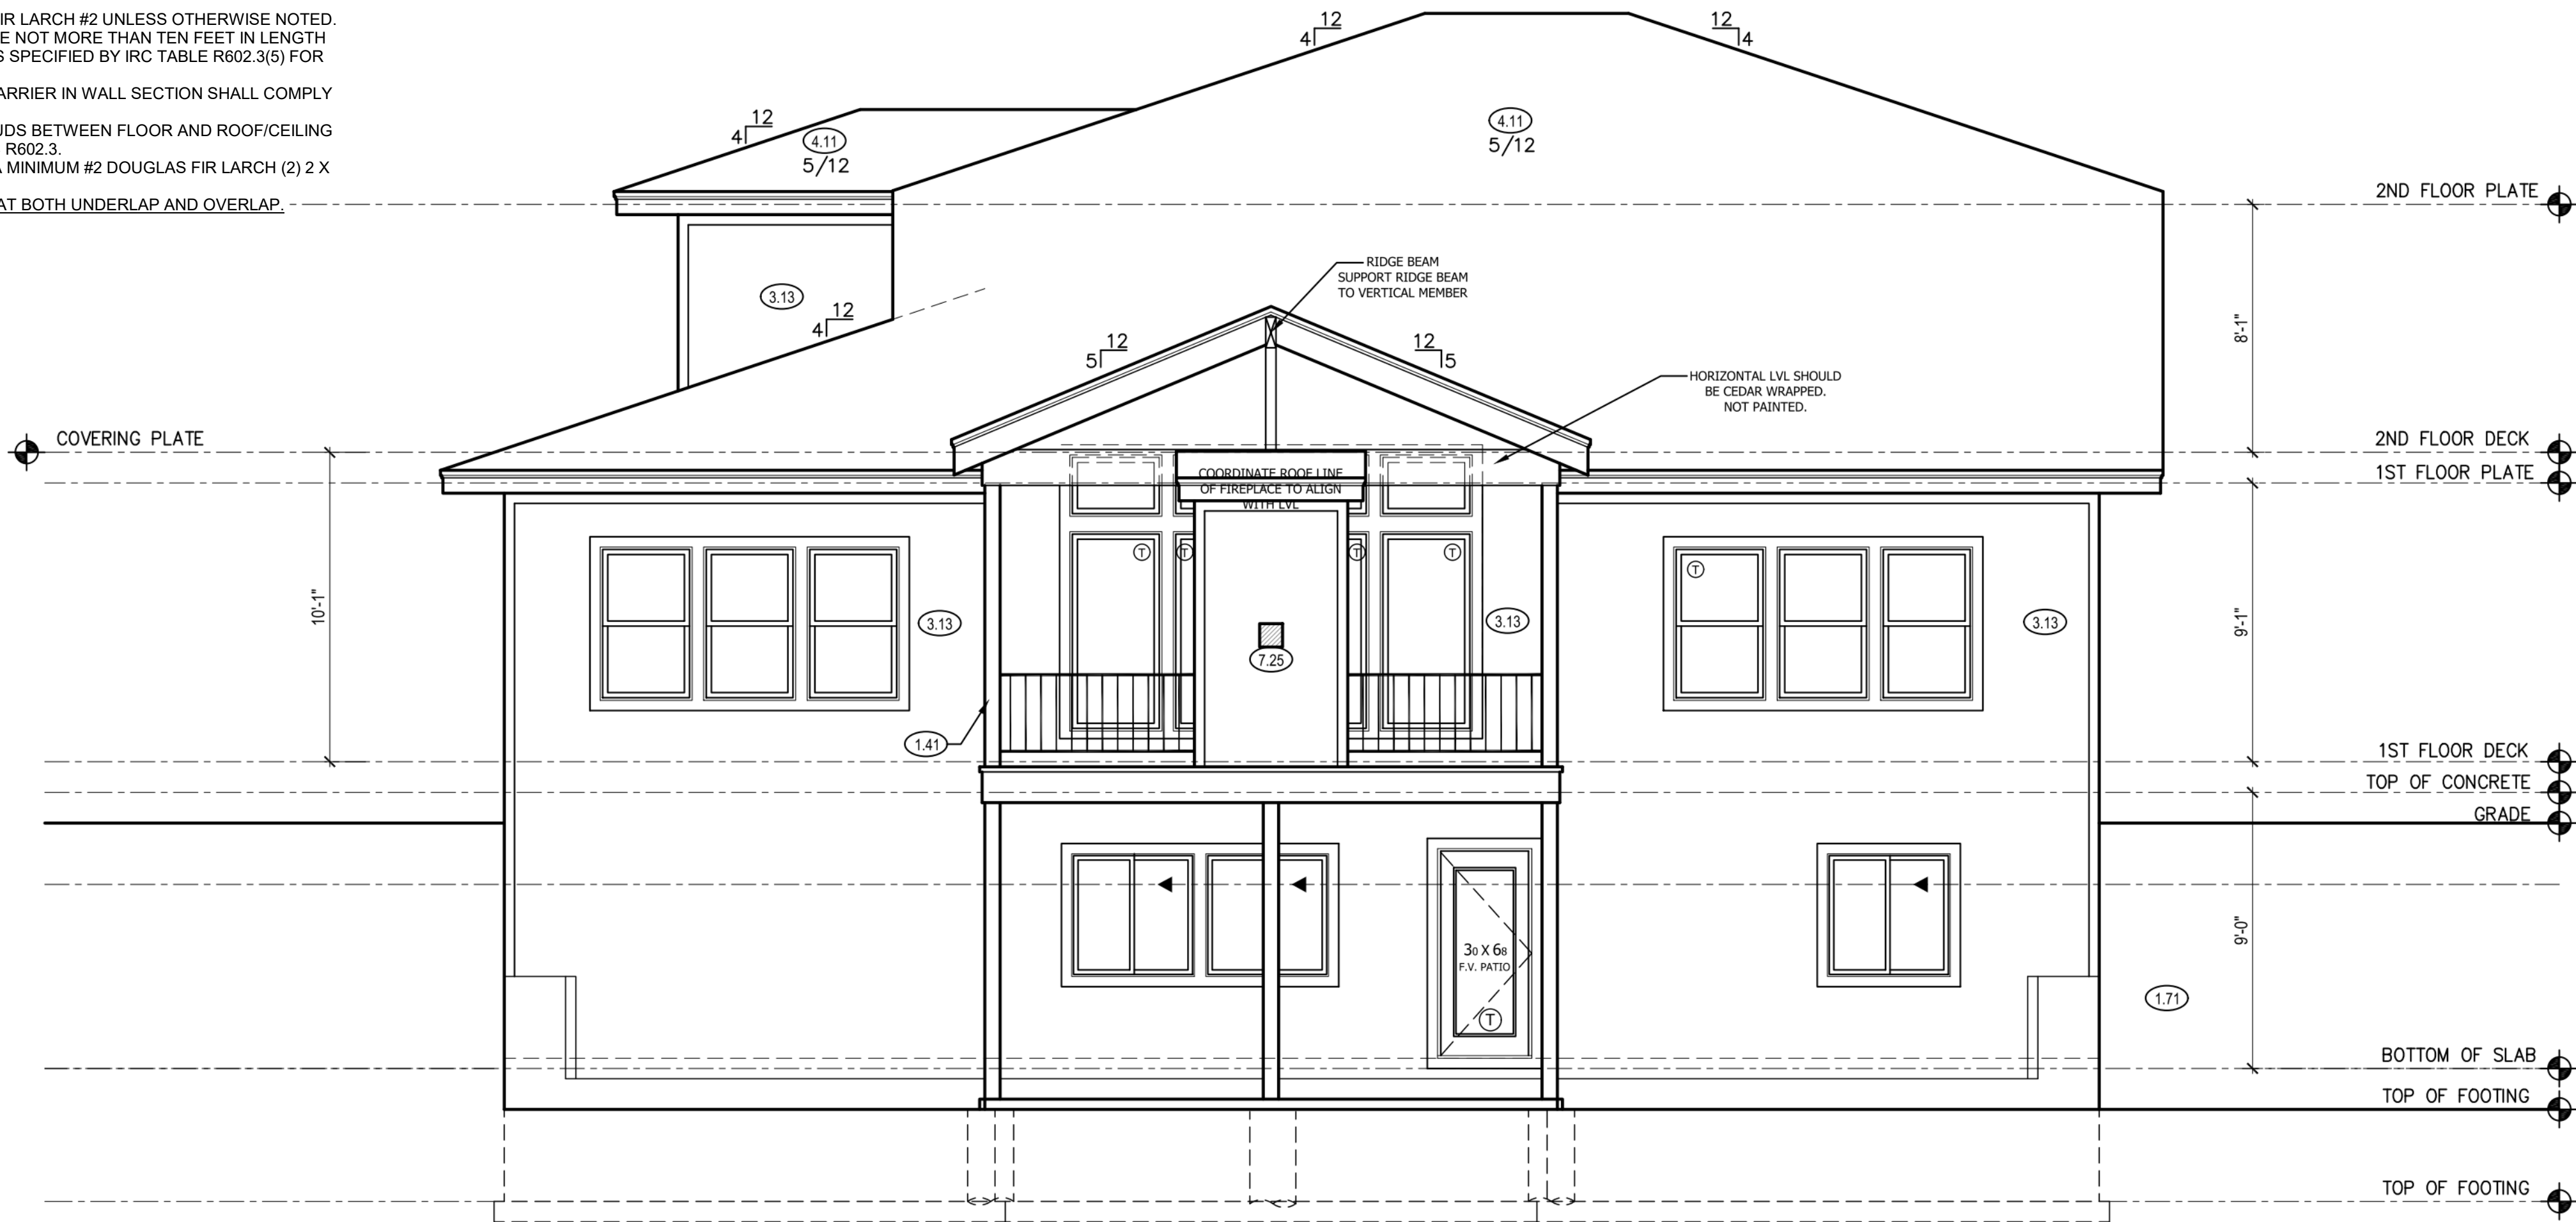 IR LARCH #2 UNLESS OTHERWISE NOTED.
E NOT MORE THAN TEN FEET IN LENGTH
S SPECIFIED BY IRC TABLE R602.3(5) FOR
ARRIER IN WALL SECTION SHALL COMPLY
UDS BETWEEN FLOOR AND ROOF/CEILING
R602.3.
A MINIMUM #2 DOUGLAS FIR LARCH (2) 2 X
AT BOTH UNDERLAP AND OVERLAP.
12
4
12
4
12
4
4.11
5/12
4.11
5/12
2ND FLOOR PLATE
RIDGE BEAM
SUPPORT RIDGE BEAM
TO VERTICAL MEMBER
3.13
12
4
8'-1"
12
5
12
5
HORIZONTAL LVL SHOULD
BE CEDAR WRAPPED.
NOT PAINTED.
COVERING PLATE
2ND FLOOR DECK
1ST FLOOR PLATE
COORDINATE ROOF LINE
OF FIREPLACE TO ALIGN
WITH LVL
T
T
T
T
T
10'-1"
3.13
3.13
3.13
9'-1"
7.25
1.41
1ST FLOOR DECK
TOP OF CONCRETE
GRADE
9'-0"
30 X 68
F.V. PATIO
T
1.71
BOTTOM OF SLAB
TOP OF FOOTING
TOP OF FOOTING